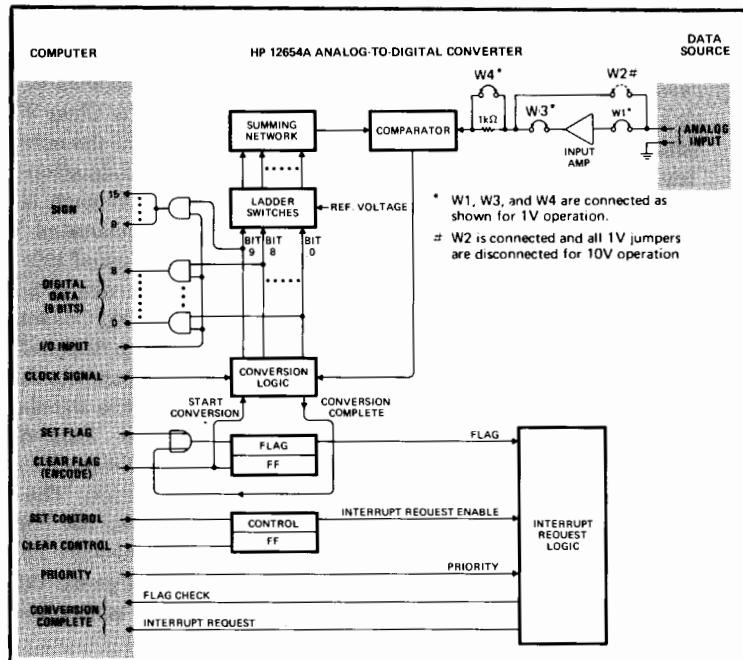 COMPUTER
HP 12654A ANALOG-TO-DIGITAL CONVERTER
DATA
SOURCE
W4*
W2#
SUMMING
NETWORK
COMPARATOR
1kΩ
W3*
W1*
INPUT
AMP
ANALOG
INPUT
SIGN
15
9
LADDER
SWITCHES
REF. VOLTAGE
* W1, W3, and W4 are connected as
shown for 1V operation.
# W2 is connected and all 1V jumpers
are disconnected for 10V operation
BIT
9
BIT
8
BIT
0
DIGITAL
DATA
(9 BITS)
8
0
I/O INPUT
CLOCK SIGNAL
CONVERSION
LOGIC
START
CONVERSION
CONVERSION
COMPLETE
SET FLAG
CLEAR FLAG
(ENCODE)
FLAG
FF
FLAG
SET CONTROL
CLEAR CONTROL
CONTROL
FF
INTERRUPT REQUEST ENABLE
INTERRUPT
REQUEST
LOGIC
PRIORITY
PRIORITY
CONVERSION
COMPLETE
FLAG CHECK
INTERRUPT REQUEST